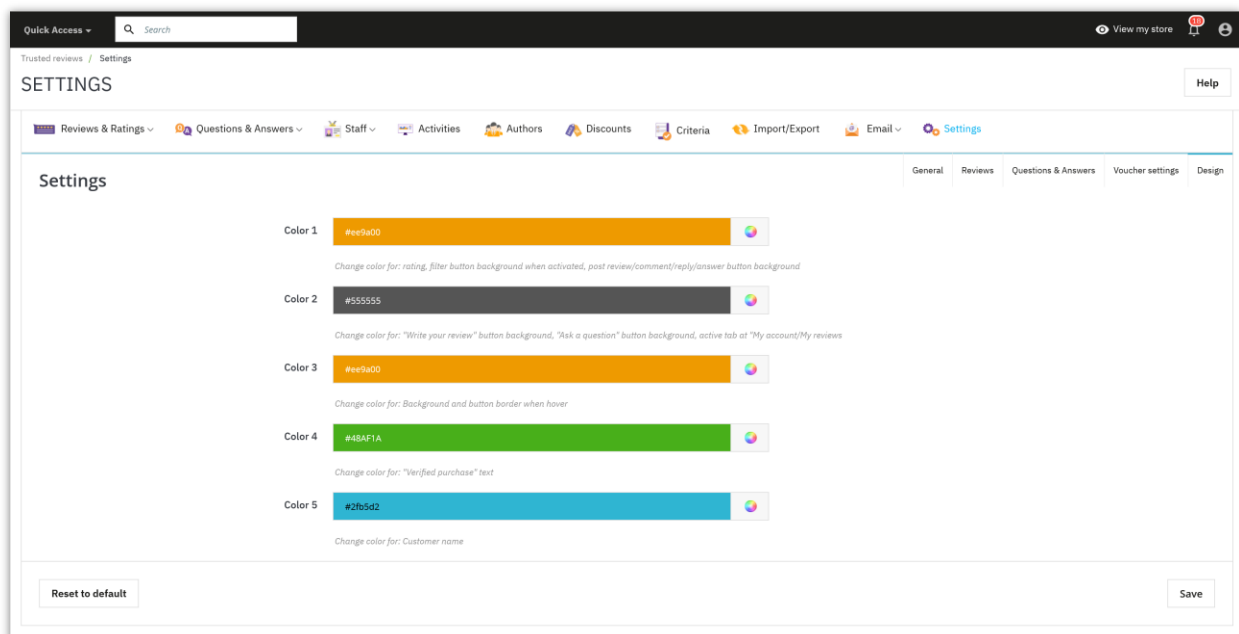 Quick Access
Search
View my store
18
Trusted reviews / Settings
SETTINGS
Help
Reviews & Ratings
Questions & Answers
Staff
Activities
Authors
Discounts
Criteria
Import/Export
Email
Settings
Settings
General
Reviews
Questions & Answers
Voucher settings
Design
Color 1
#ee9a00
Change color for: rating, filter button background when activated, post review/comment/reply/answer button background
Color 2
#555555
Change color for: "Write your review" button background, "Ask a question" button background, active tab at "My account/My reviews
Color 3
#ee9a00
Change color for: Background and button border when hover
Color 4
#48AF1A
Change color for: "Verified purchase" text
Color 5
#2fb5d2
Change color for: Customer name
Reset to default
Save